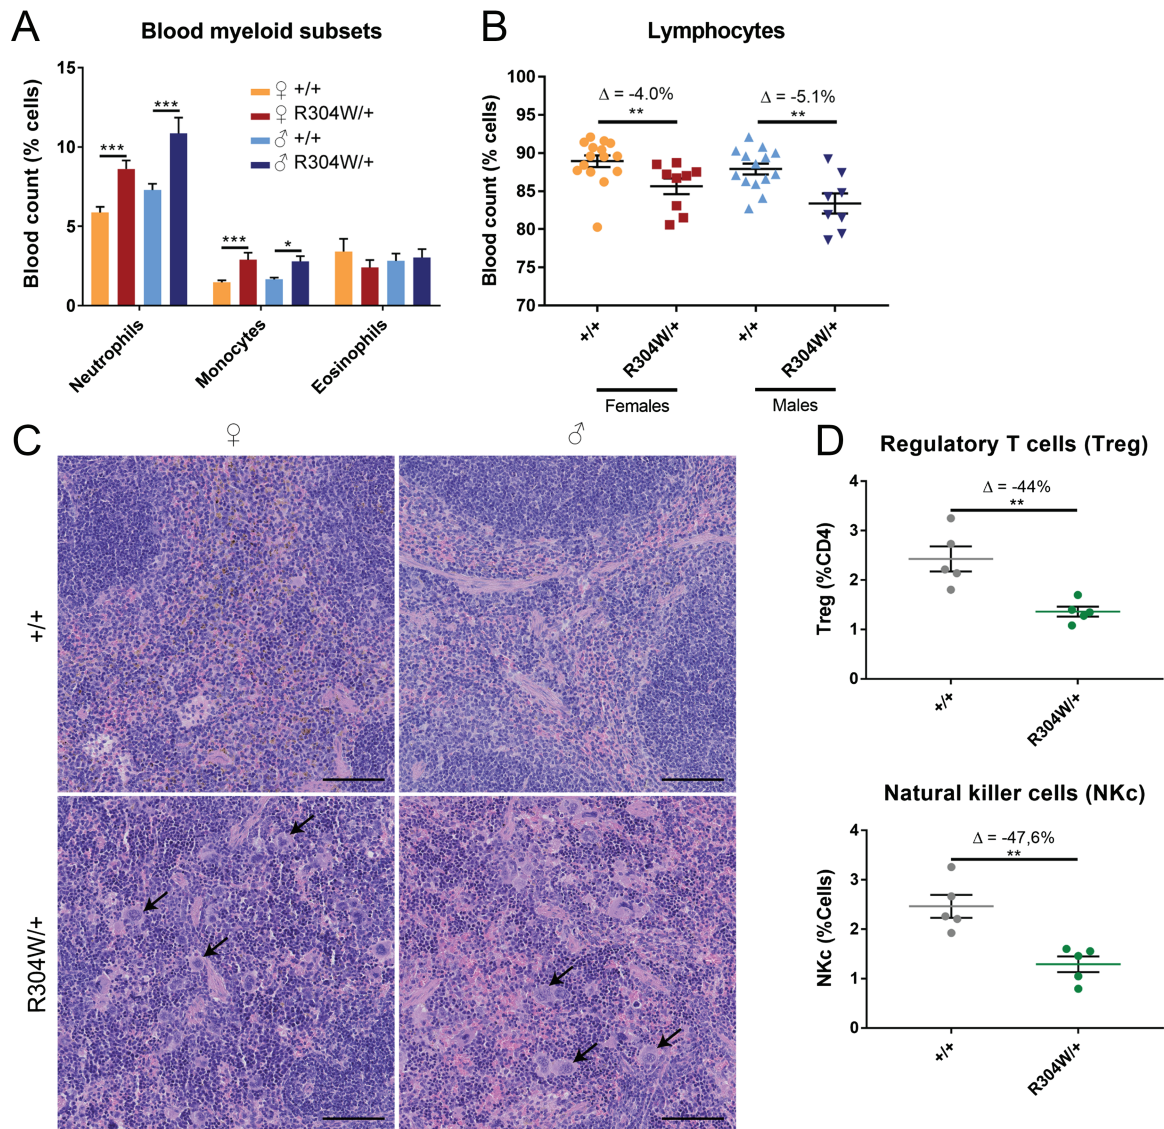 A
Blood myeloid subsets
Blood count (% cells)
15
10
5
0
♀ +/+
♀ R304W/+
♂ +/+
♂ R304W/+
***
***
***
*
Neutrophils
Monocytes
Eosinophils
B
Lymphocytes
Blood count (% cells)
100
95
90
85
80
75
70
Δ = -4.0%
**
Δ = -5.1%
**
+/+
R304W/+
+/+
R304W/+
Females
Males
C
♀
♂
+/+
R304W/+
D
Regulatory T cells (Treg)
Treg (%CD4)
4
3
2
1
0
Δ = -44%
**
+/+
R304W/+
Natural killer cells (NKc)
NKc (%Cells)
4
3
2
1
0
Δ = -47,6%
**
+/+
R304W/+